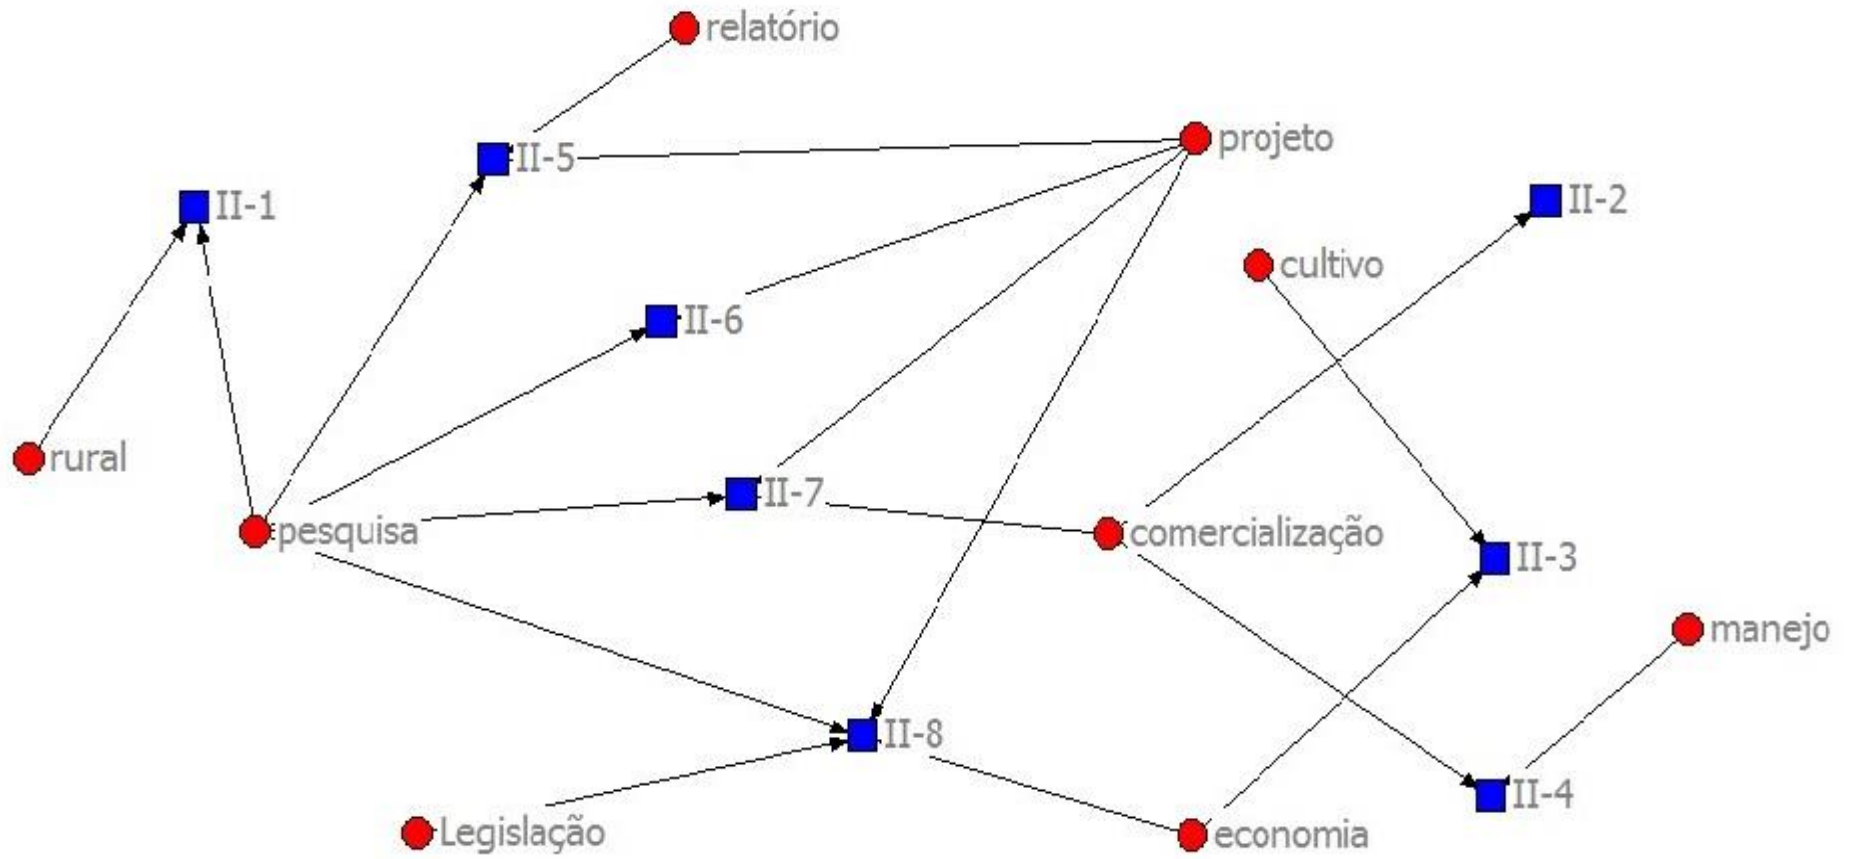 relatório
projeto
II-5
II-2
II-1
cultivo
II-6
rural
II-7
pesquisa
comercialização
II-3
manejo
II-8
II-4
Legislação
economia